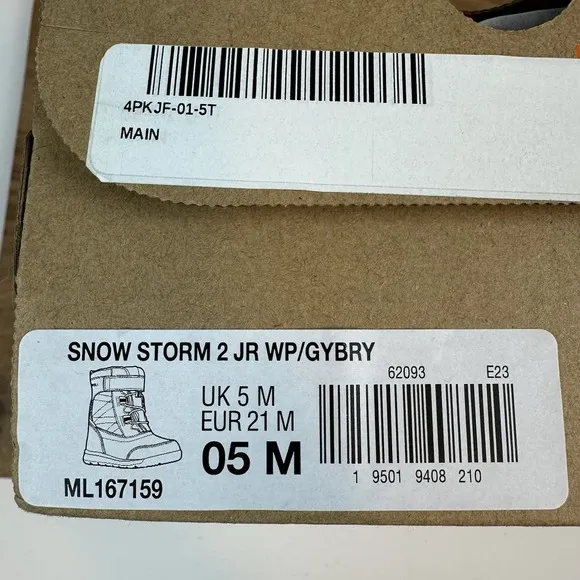 4PKJF-01-5T
MAIN
SNOW STORM 2 JR WP/GYBRY
62093 E23
UK 5 M
EUR 21 M
05 M
1 9501 9408 210
ML167159